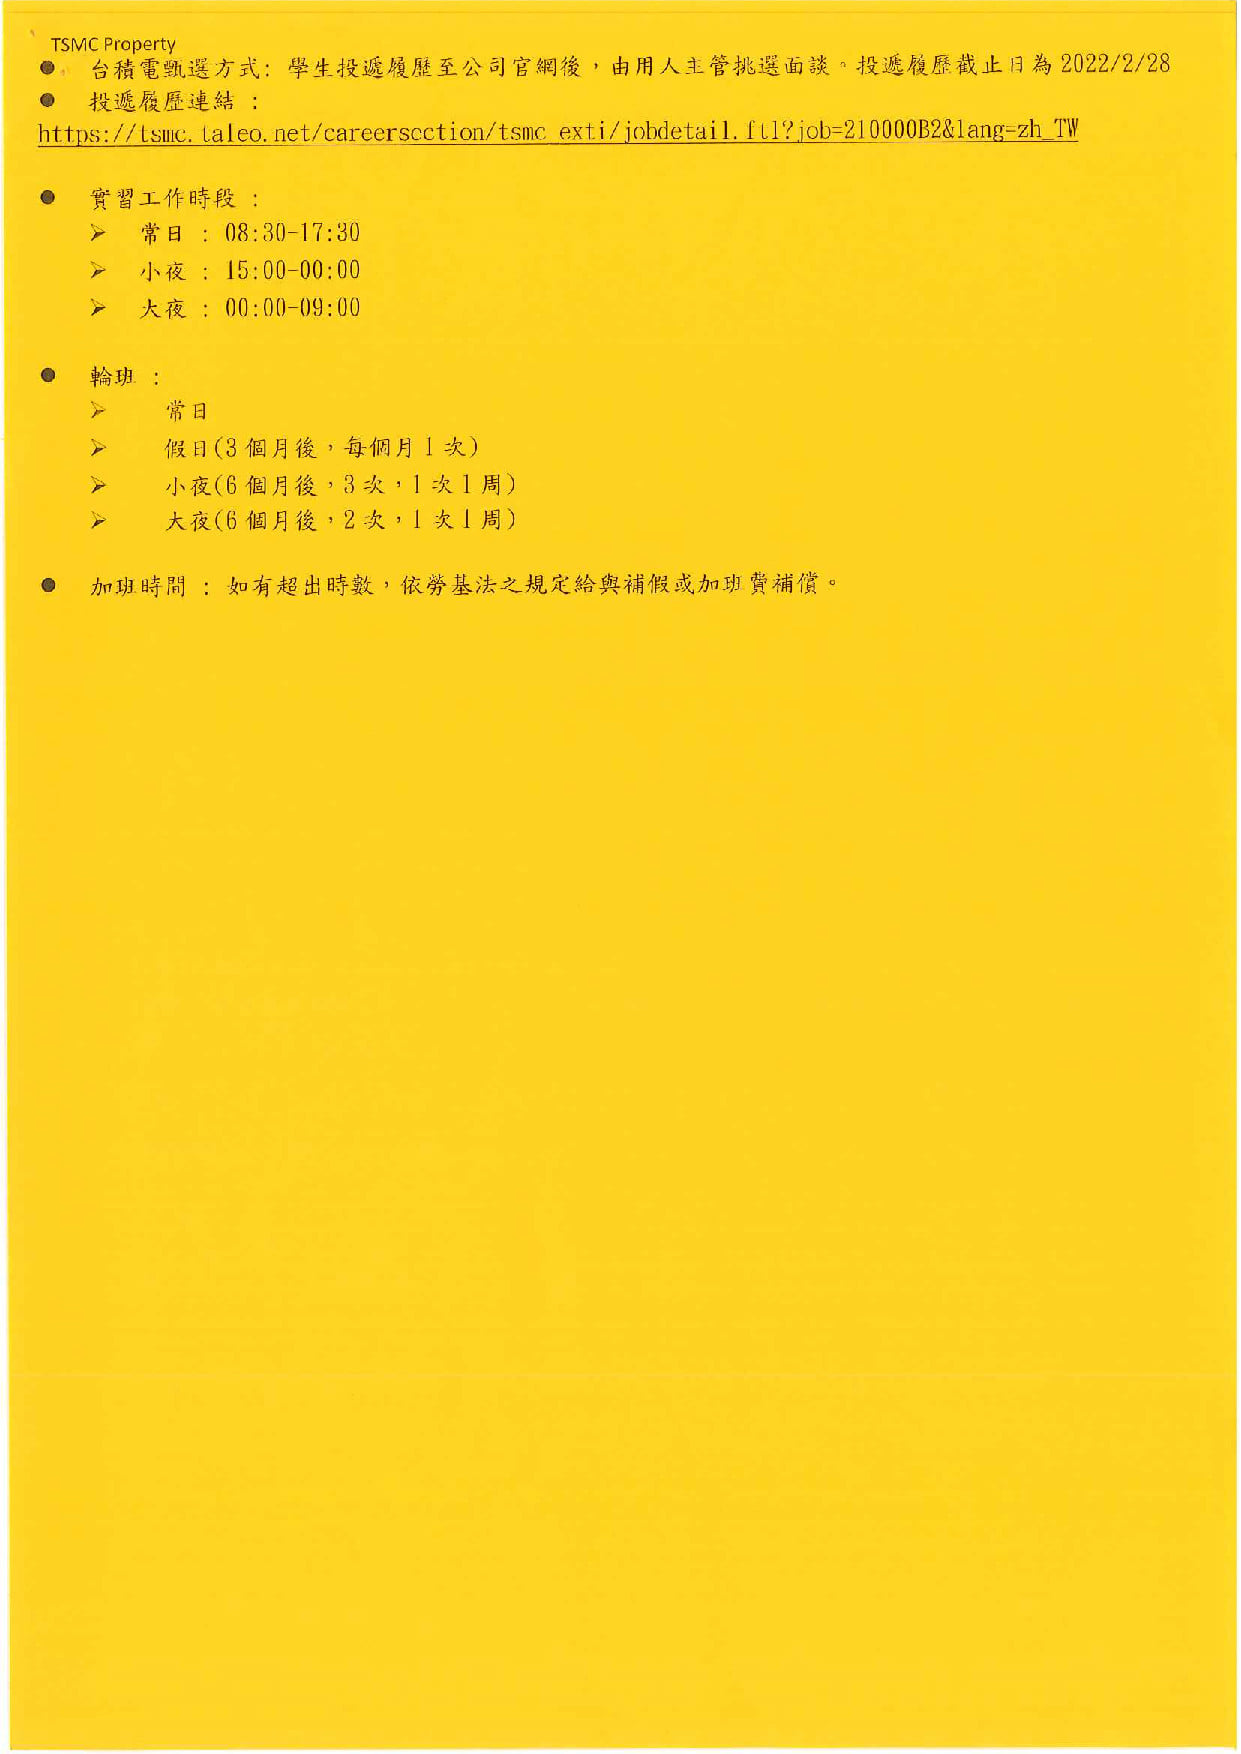 TSMC Property
● 台積電甄選方式: 學生投遞履歷至公司官網後，由用人主管挑選面談。投遞履歷截止日為 2022/2/28
● 投遞履歷連結 :
https://tsmc.taleo.net/careersection/tsmc_exti/jobdetail.ftl?job=210000B2&lang=zh_TW
● 實習工作時段 :
➢ 常日 : 08:30-17:30
➢ 小夜 : 15:00-00:00
➢ 大夜 : 00:00-09:00
● 輪班 :
➢ 常日
➢ 假日(3 個月後，每個月 1 次)
➢ 小夜(6 個月後，3 次，1 次 1 周)
➢ 大夜(6 個月後，2 次，1 次 1 周)
● 加班時間 : 如有超出時數，依勞基法之規定給與補假或加班費補償。